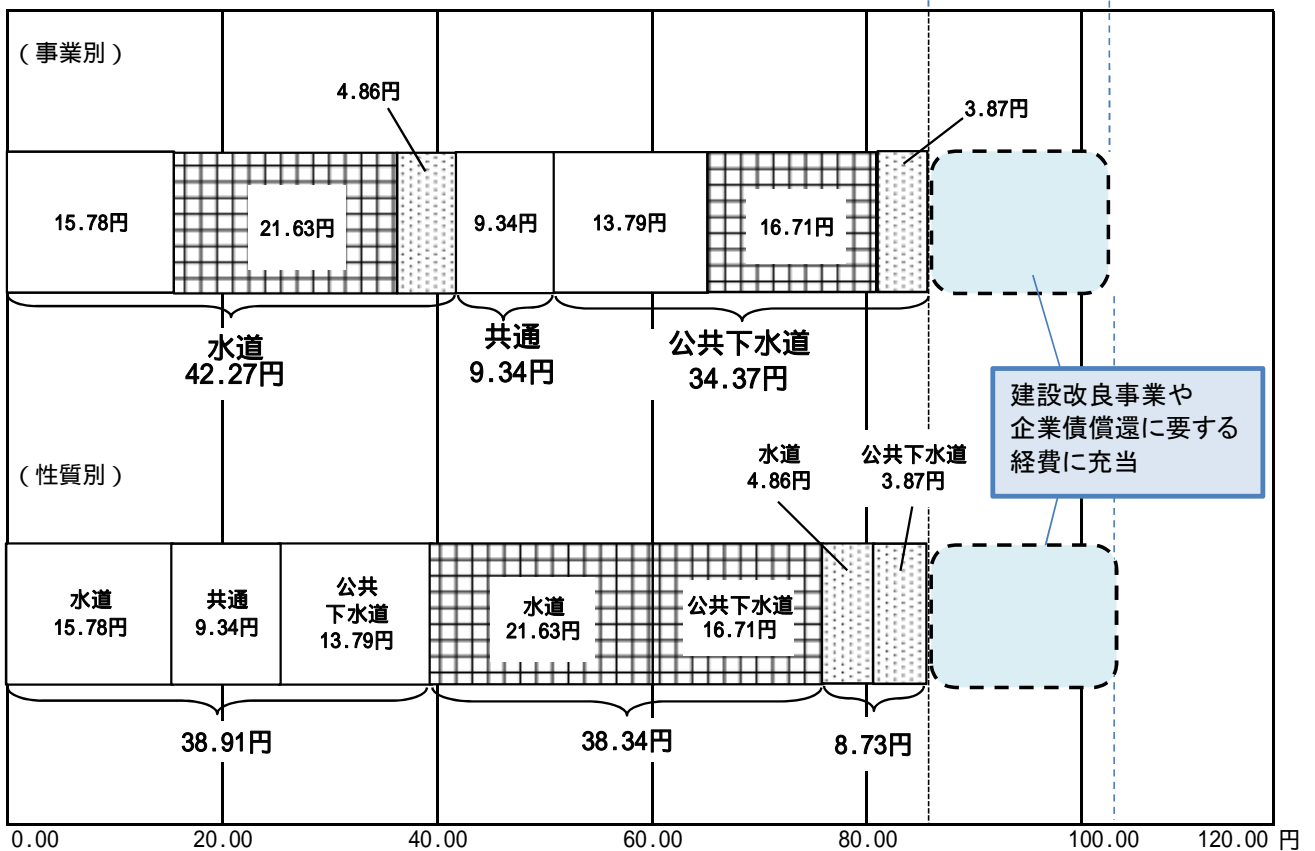 (事業別)
4.86円
3.87円
15.78円
21.63円
9.34円
13.79円
16.71円
水道
42.27円
共通
9.34円
公共下水道
34.37円
建設改良事業や
企業債償還に要する
経費に充当
(性質別)
水道
4.86円
公共下水道
3.87円
水道
15.78円
共通
9.34円
公共
下水道
13.79円
水道
21.63円
公共下水道
16.71円
38.91円
38.34円
8.73円
0.00 20.00 40.00 60.00 80.00 100.00 120.00 円